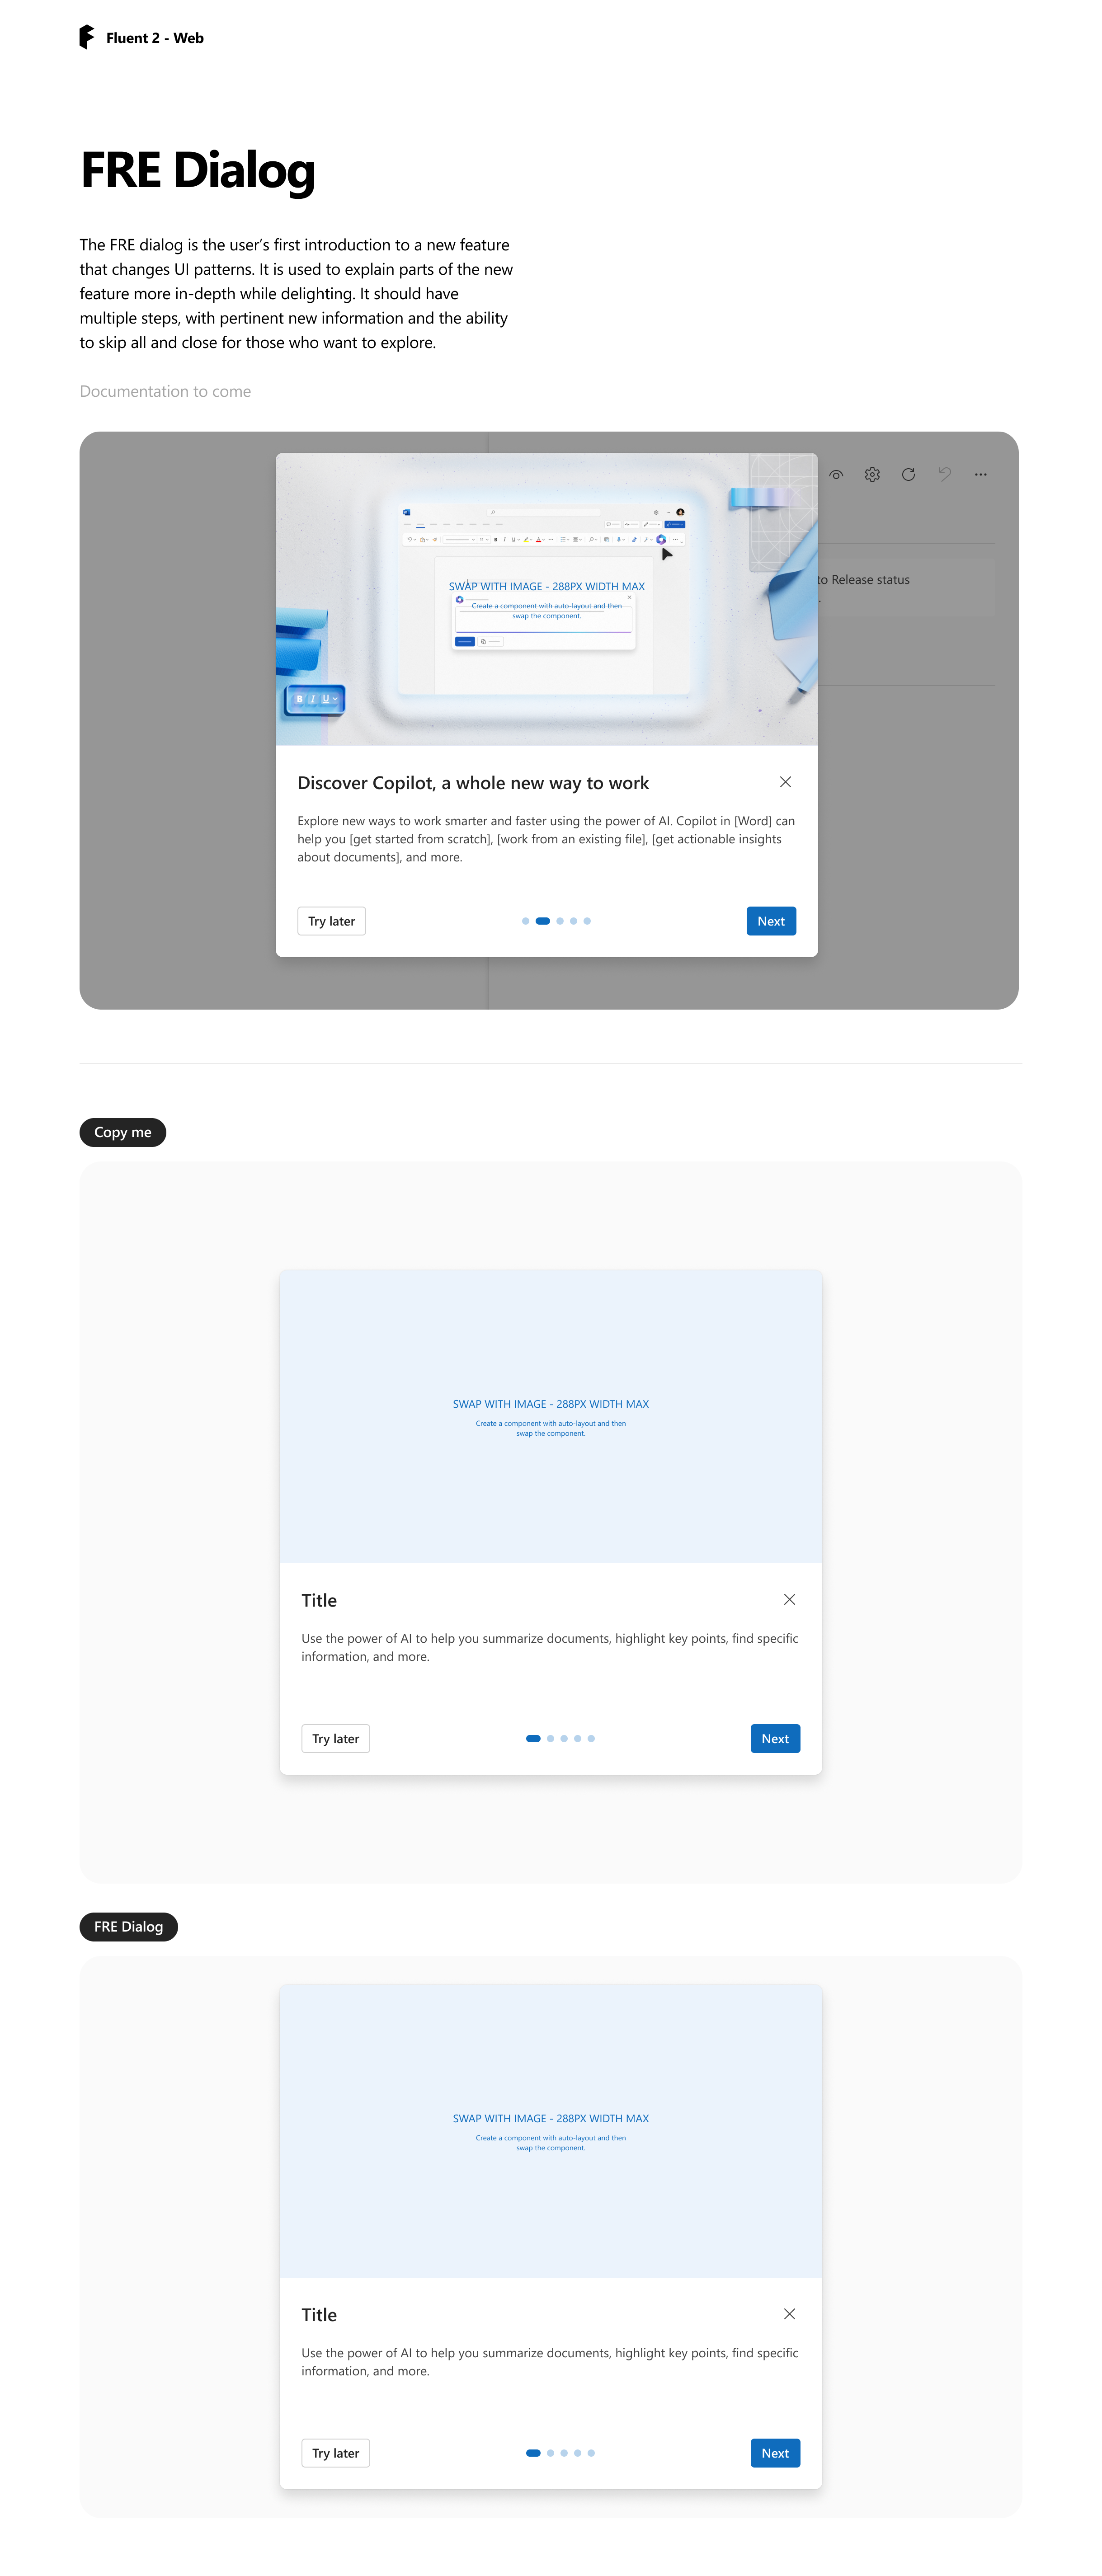 Fluent 2 - Web
FRE Dialog
The FRE dialog is the user’s first introduction to a new feature
that changes UI patterns. It is used to explain parts of the new
feature more in-depth while delighting. It should have
multiple steps, with pertinent new information and the ability
to skip all and close for those who want to explore.
Documentation to come
to Release status
SWAP WITH IMAGE - 288PX WIDTH MAX
Create a component with auto-layout and then
swap the component.
B I U
Discover Copilot, a whole new way to work
Explore new ways to work smarter and faster using the power of AI. Copilot in [Word] can
help you [get started from scratch], [work from an existing file], [get actionable insights
about documents], and more.
Try later
Next
Copy me
SWAP WITH IMAGE - 288PX WIDTH MAX
Create a component with auto-layout and then
swap the component.
Title
Use the power of AI to help you summarize documents, highlight key points, find specific
information, and more.
Try later
Next
FRE Dialog
SWAP WITH IMAGE - 288PX WIDTH MAX
Create a component with auto-layout and then
swap the component.
Title
Use the power of AI to help you summarize documents, highlight key points, find specific
information, and more.
Try later
Next